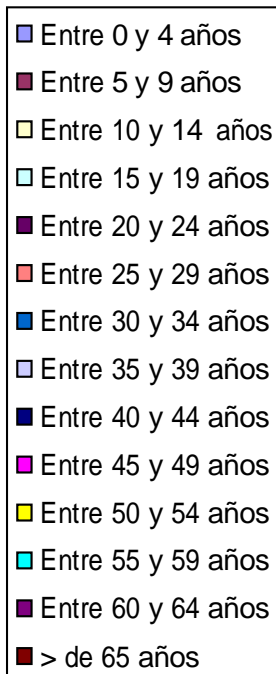 Entre 0 y 4 años
Entre 5 y 9 años
Entre 10 y 14 años
Entre 15 y 19 años
Entre 20 y 24 años
Entre 25 y 29 años
Entre 30 y 34 años
Entre 35 y 39 años
Entre 40 y 44 años
Entre 45 y 49 años
Entre 50 y 54 años
Entre 55 y 59 años
Entre 60 y 64 años
> de 65 años